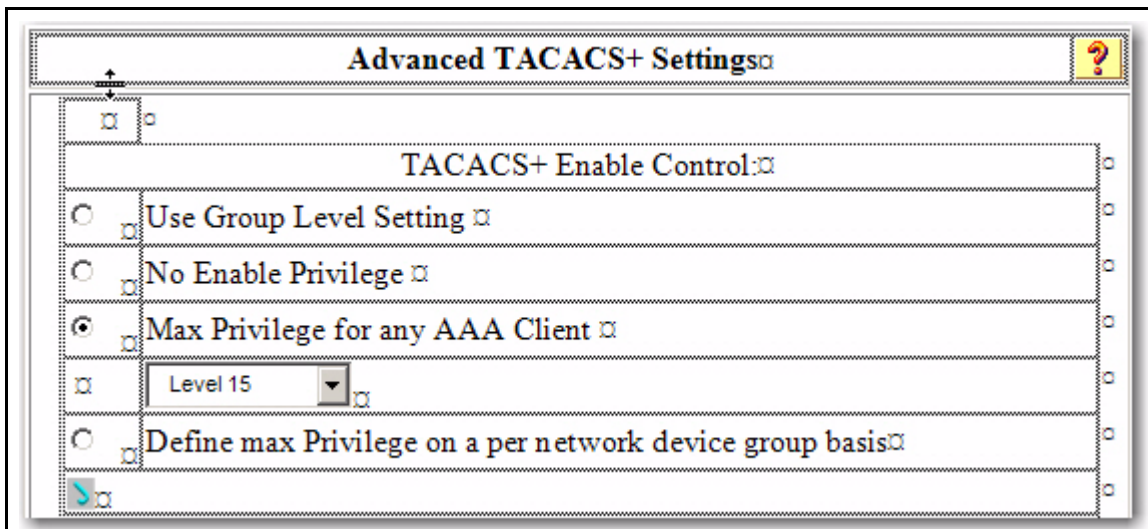 Advanced TACACS+ Settings¤
?
¤ ¤
TACACS+ Enable Control:¤ ¤
¤ Use Group Level Setting ¤ ¤
¤ No Enable Privilege ¤ ¤
¤ Max Privilege for any AAA Client ¤ ¤
¤ Level 15 ¤ ¤
¤ Define max Privilege on a per network device group basis¤ ¤
¤ ¤